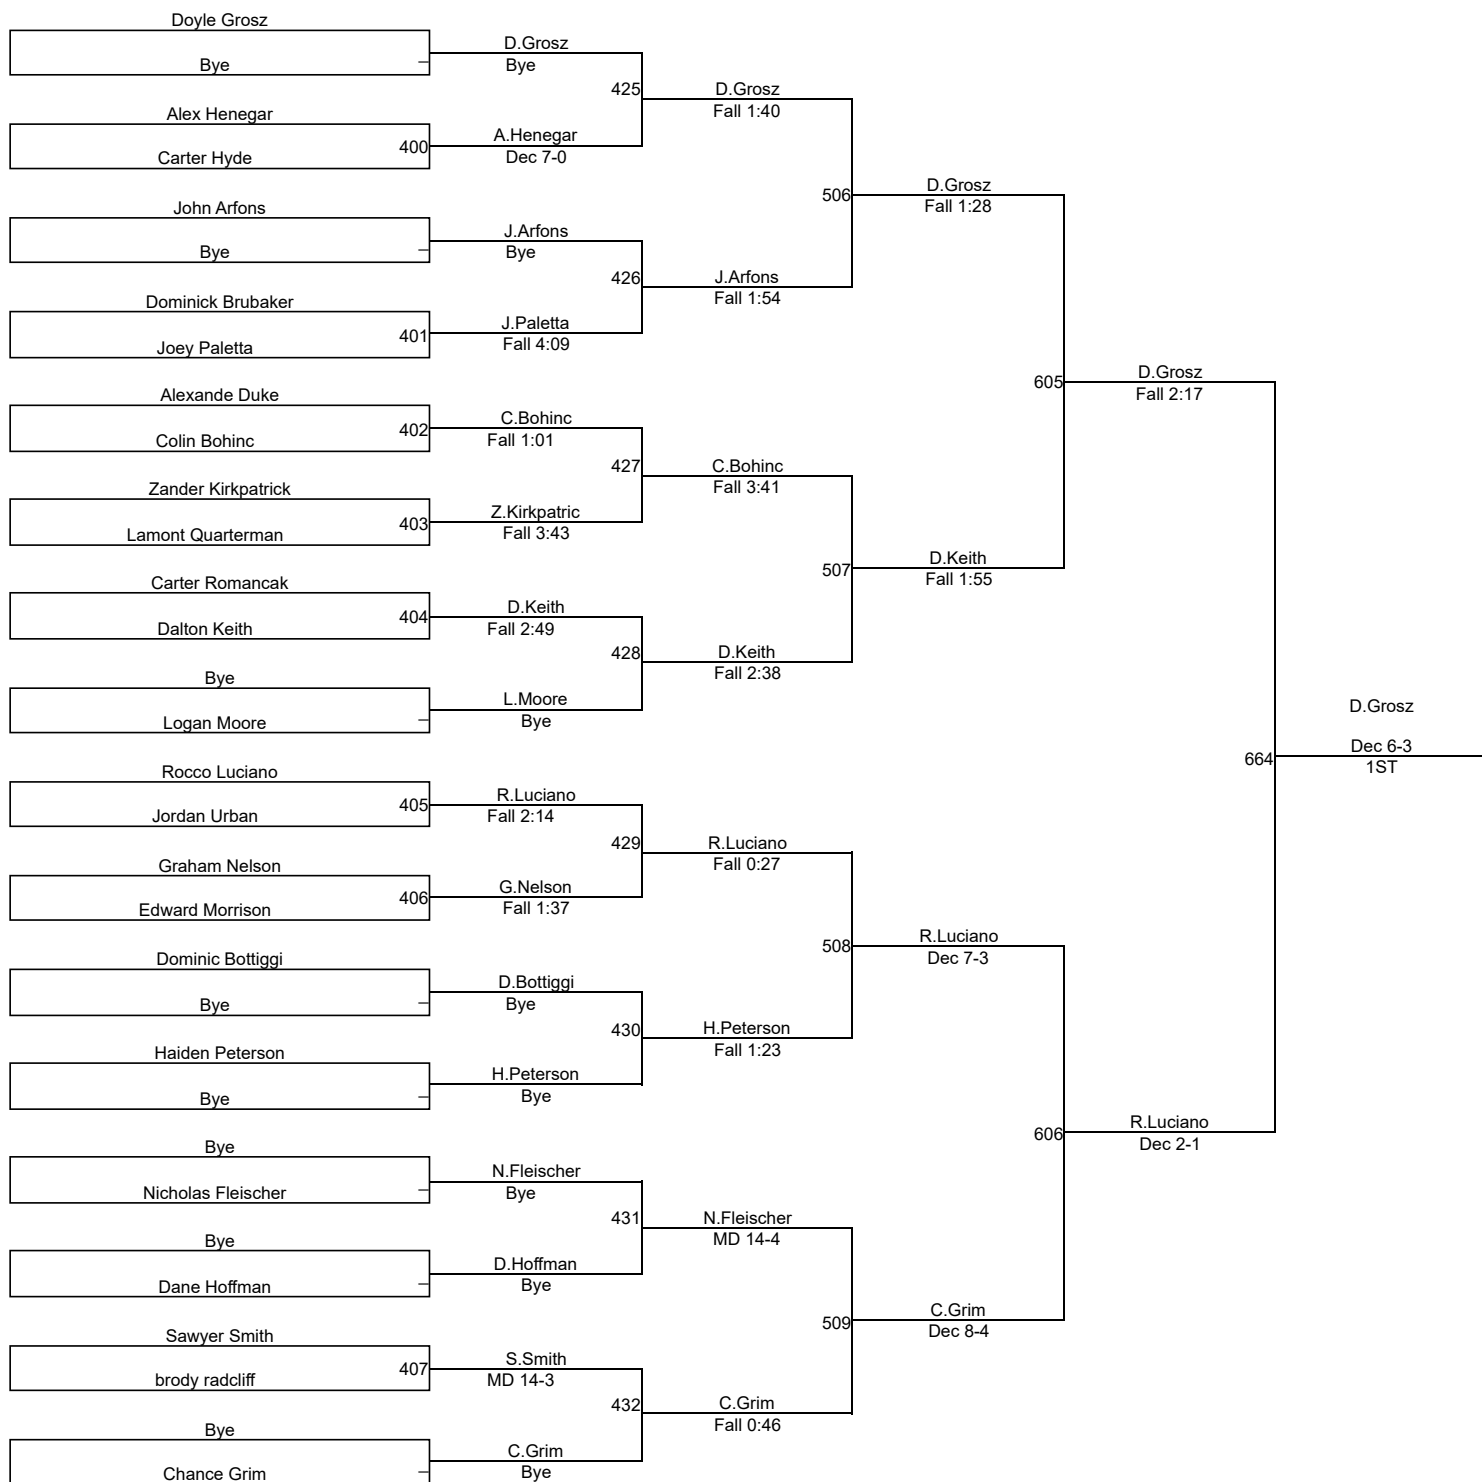 Doyle Grosz
Bye
D.Grosz
Bye
425
Alex Henegar
Carter Hyde
400
A.Henegar
Dec 7-0
D.Grosz
Fall 1:40
John Arfons
Bye
J.Arfons
Bye
426
Dominick Brubaker
Joey Paletta
401
J.Paletta
Fall 4:09
J.Arfons
Fall 1:54
506
D.Grosz
Fall 1:28
Alexande Duke
Colin Bohinc
402
C.Bohinc
Fall 1:01
427
Zander Kirkpatrick
Lamont Quarterman
403
Z.Kirkpatric
Fall 3:43
C.Bohinc
Fall 3:41
Carter Romancak
Dalton Keith
404
D.Keith
Fall 2:49
428
Bye
Logan Moore
L.Moore
Bye
D.Keith
Fall 2:38
507
D.Keith
Fall 1:55
605
D.Grosz
Fall 2:17
Rocco Luciano
Jordan Urban
405
R.Luciano
Fall 2:14
429
Graham Nelson
Edward Morrison
406
G.Nelson
Fall 1:37
R.Luciano
Fall 0:27
Dominic Bottiggi
Bye
D.Bottiggi
Bye
430
Haiden Peterson
Bye
H.Peterson
Bye
H.Peterson
Fall 1:23
508
R.Luciano
Dec 7-3
Bye
Nicholas Fleischer
N.Fleischer
Bye
431
Bye
Dane Hoffman
D.Hoffman
Bye
N.Fleischer
MD 14-4
Sawyer Smith
brody radcliff
407
S.Smith
MD 14-3
432
Bye
Chance Grim
C.Grim
Bye
C.Grim
Fall 0:46
509
C.Grim
Dec 8-4
606
R.Luciano
Dec 2-1
664
D.Grosz
Dec 6-3
1ST